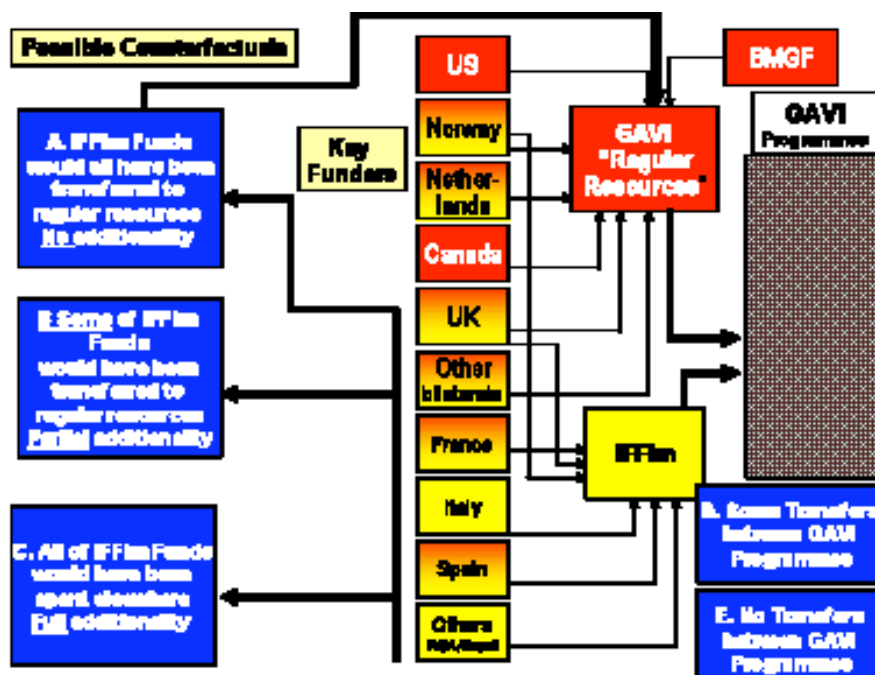 Possible Counterfactuals
A. IFFIm Funds
would all have been
transferred to
regular resources
No additionality
B Some of IFFIm
Funds
would have been
transferred to
regular resources
Partial additionality
C. All of IFFIm Funds
would have been
spent elsewhere
Full additionality
Key
Funders
US
Norway
Nether-
lands
Canada
UK
Other
bilaterals
France
Italy
Spain
Others
BMGF
GAVI
"Regular
Resources"
IFFIm
GAVI
Programmes
D. Some Transfers
between GAVI
Programmes
E. No Transfers
between GAVI
Programmes